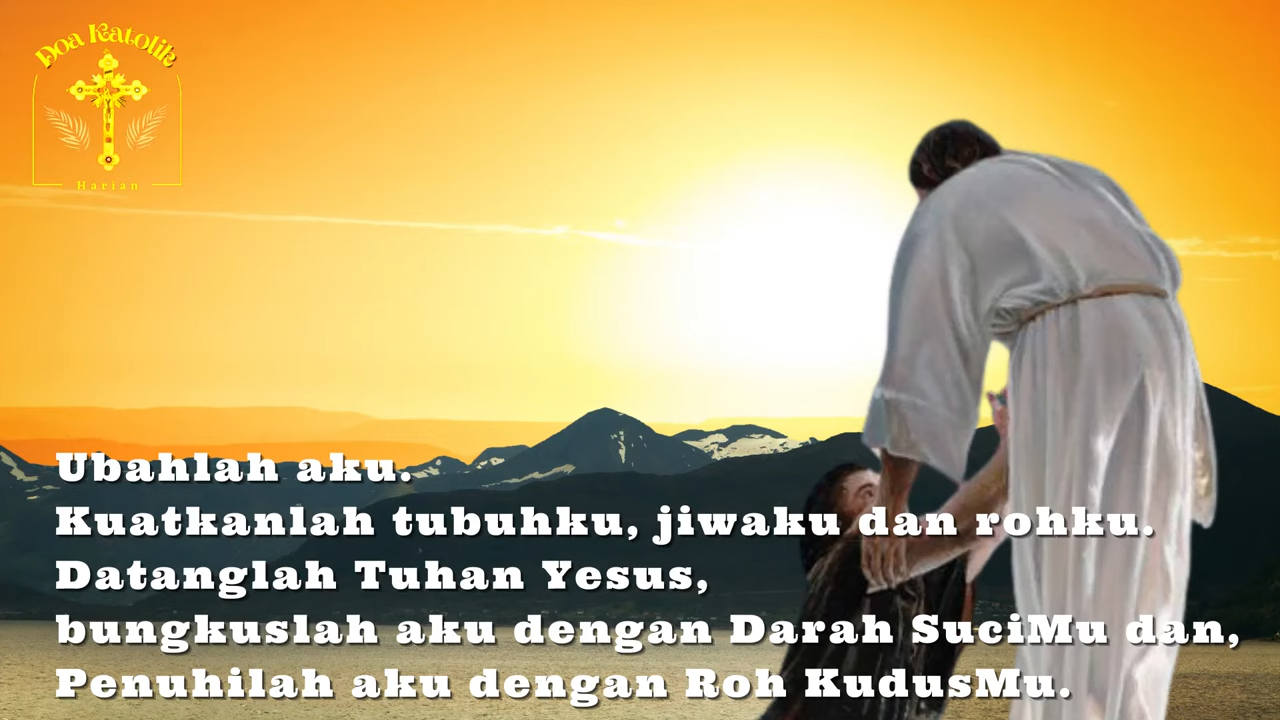 Doa Katolik
Harian
Ubahlah aku.
Kuatkanlah tubuhku, jiwaku dan rohku.
Datanglah Tuhan Yesus,
bungkuslah aku dengan Darah SuciMu dan,
Penuhilah aku dengan Roh KudusMu.